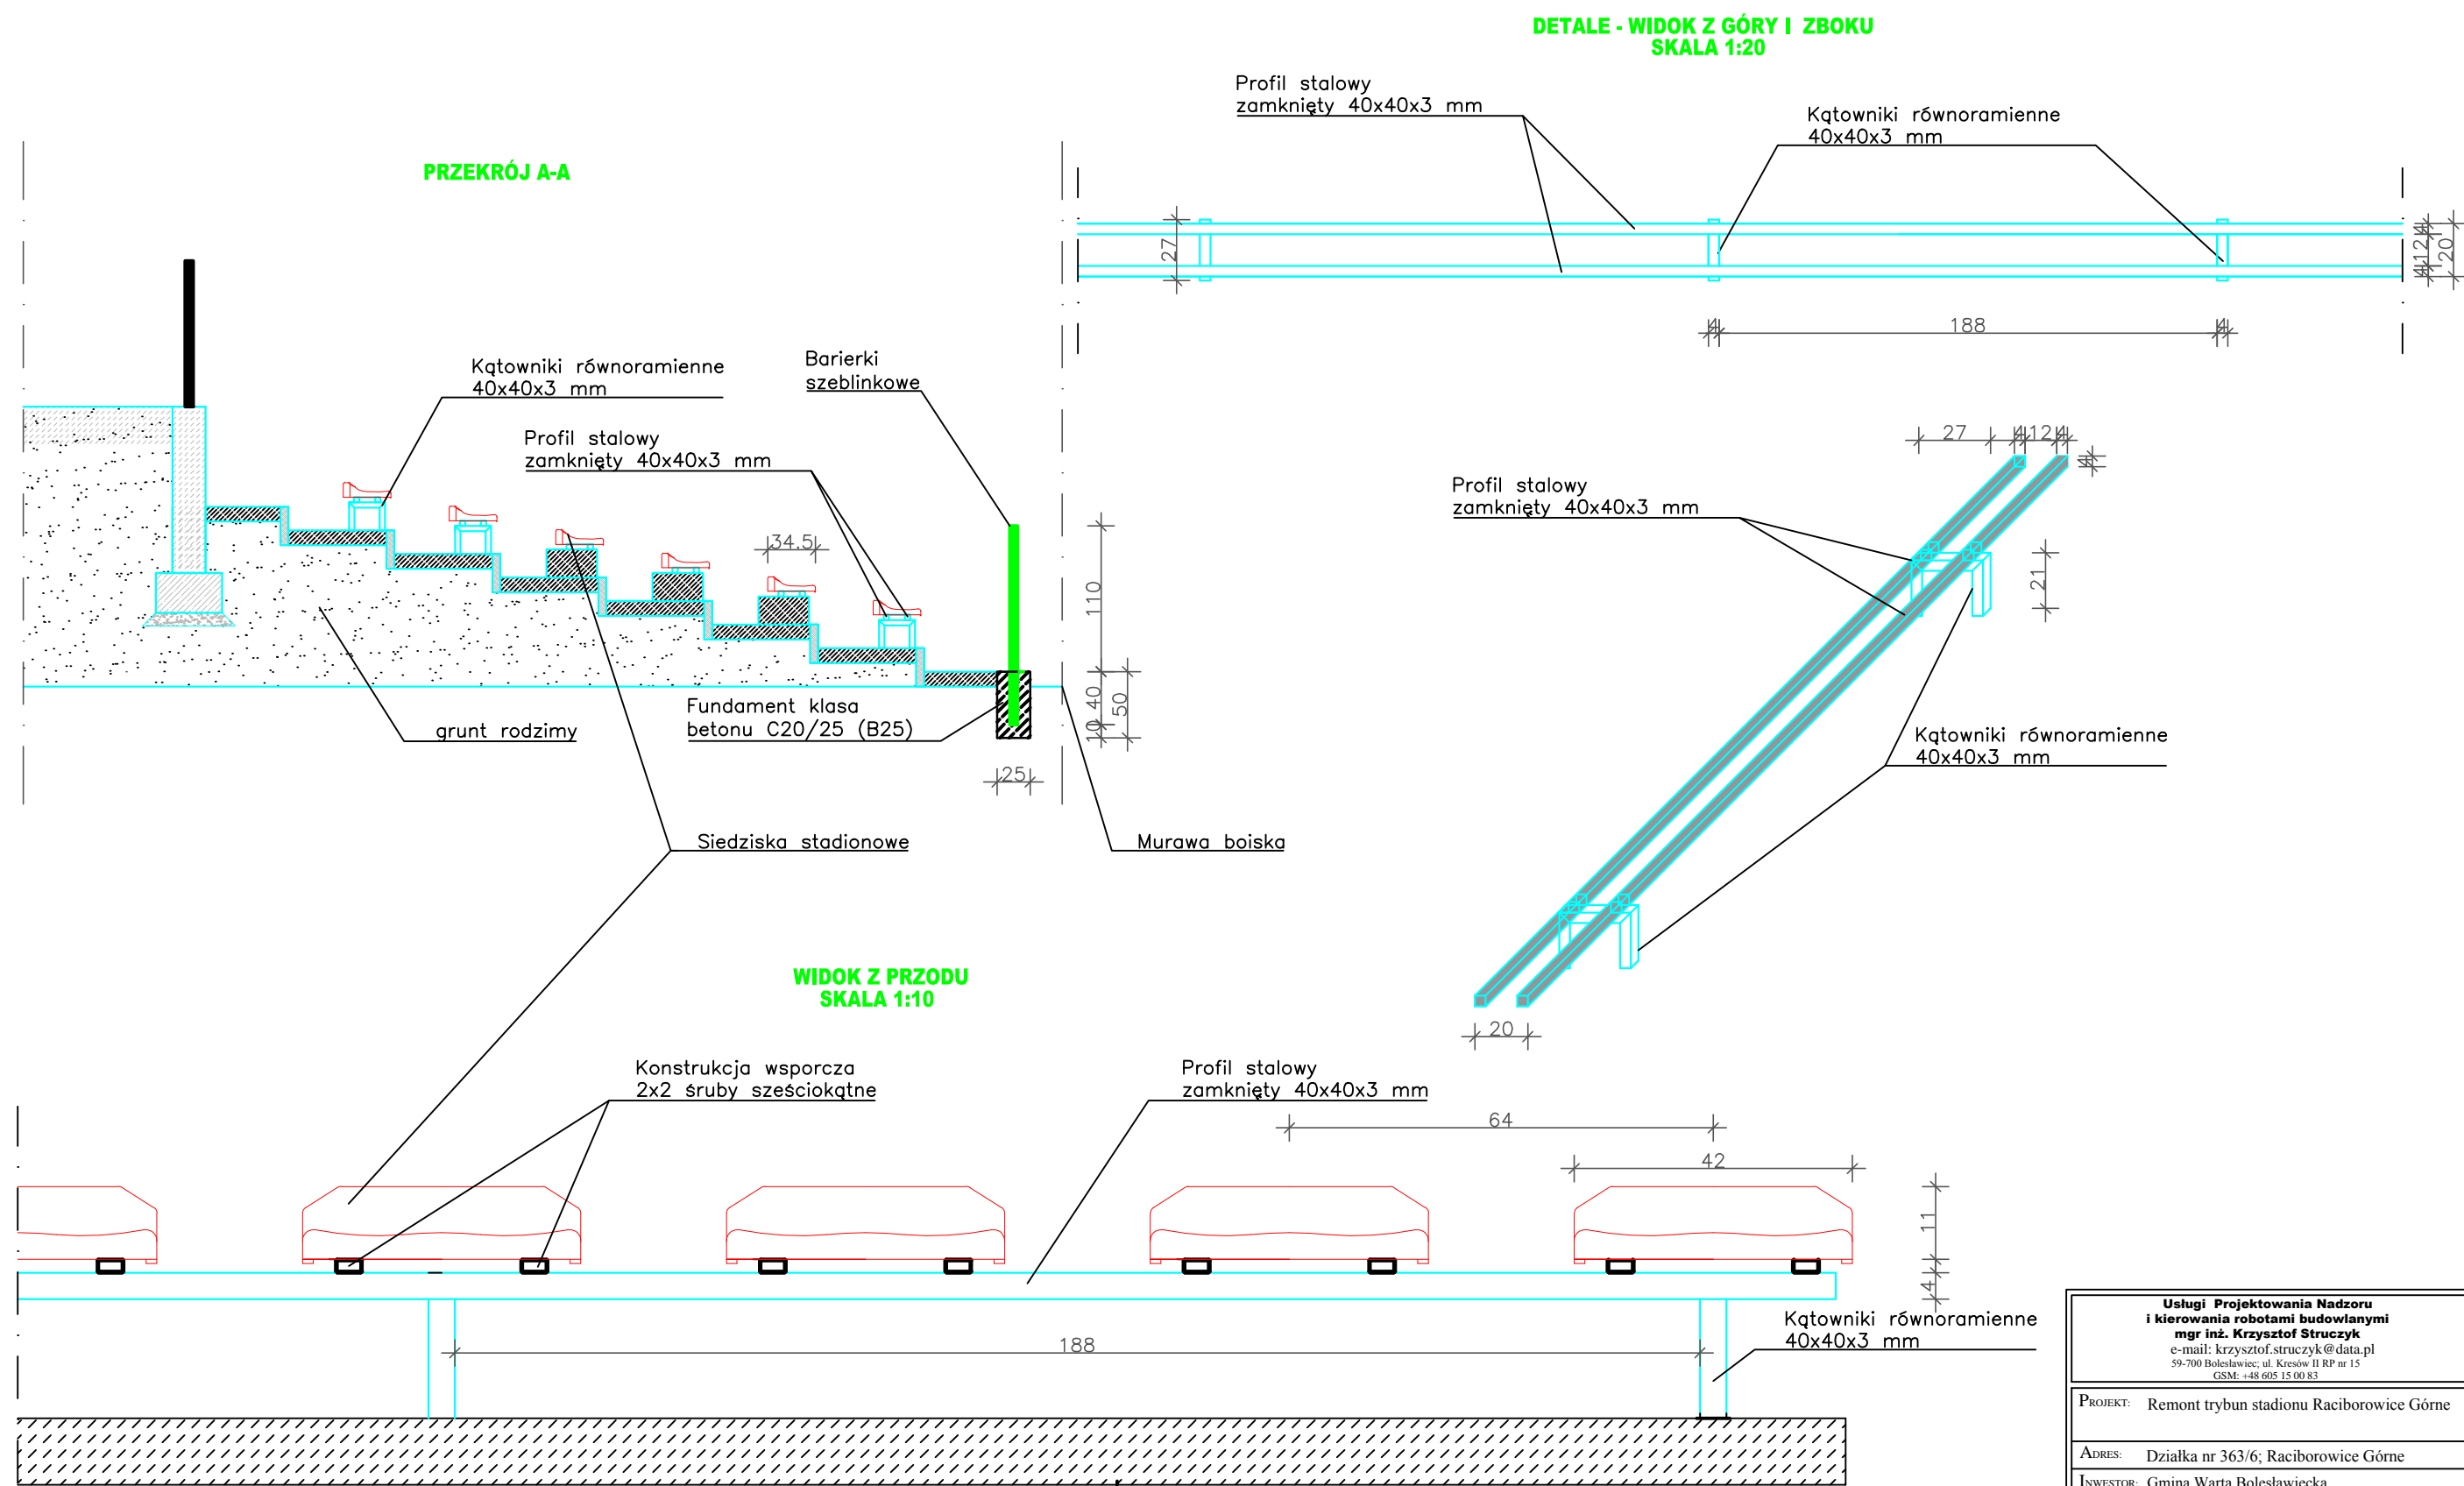 DETALE - WIDOK Z GÓRY I ZBOKU
SKALA 1:20
Profil stalowy
zamknięty 40x40x3 mm
Kątowniki równoramienne
40x40x3 mm
27
4
12
4
20
4
188
4
PRZEKRÓJ A-A
Kątowniki równoramienne
40x40x3 mm
Barierki
szeblinkowe
Profil stalowy
zamknięty 40x40x3 mm
34.5
110
40
10
50
25
grunt rodzimy
Fundament klasa
betonu C20/25 (B25)
Siedziska stadionowe
Murawa boiska
27
4
12
4
4
Profil stalowy
zamknięty 40x40x3 mm
21
Kątowniki równoramienne
40x40x3 mm
20
WIDOK Z PRZODU
SKALA 1:10
Konstrukcja wsporcza
2x2 śruby sześciokątne
Profil stalowy
zamknięty 40x40x3 mm
64
42
11
4
188
Kątowniki równoramienne
40x40x3 mm
Usługi Projektowania Nadzoru
i kierowania robotami budowlanymi
mgr inż. Krzysztof Struczyk
e-mail: krzysztof.struczyk@data.pl
59-700 Bolesławiec; ul. Kresów II RP nr 15
GSM: +48 605 15 00 83
PROJEKT: Remont trybun stadionu Raciborowice Górne
ADRES: Działka nr 363/6; Raciborowice Górne
INWESTOR: Gmina Warta Bolesławiecka